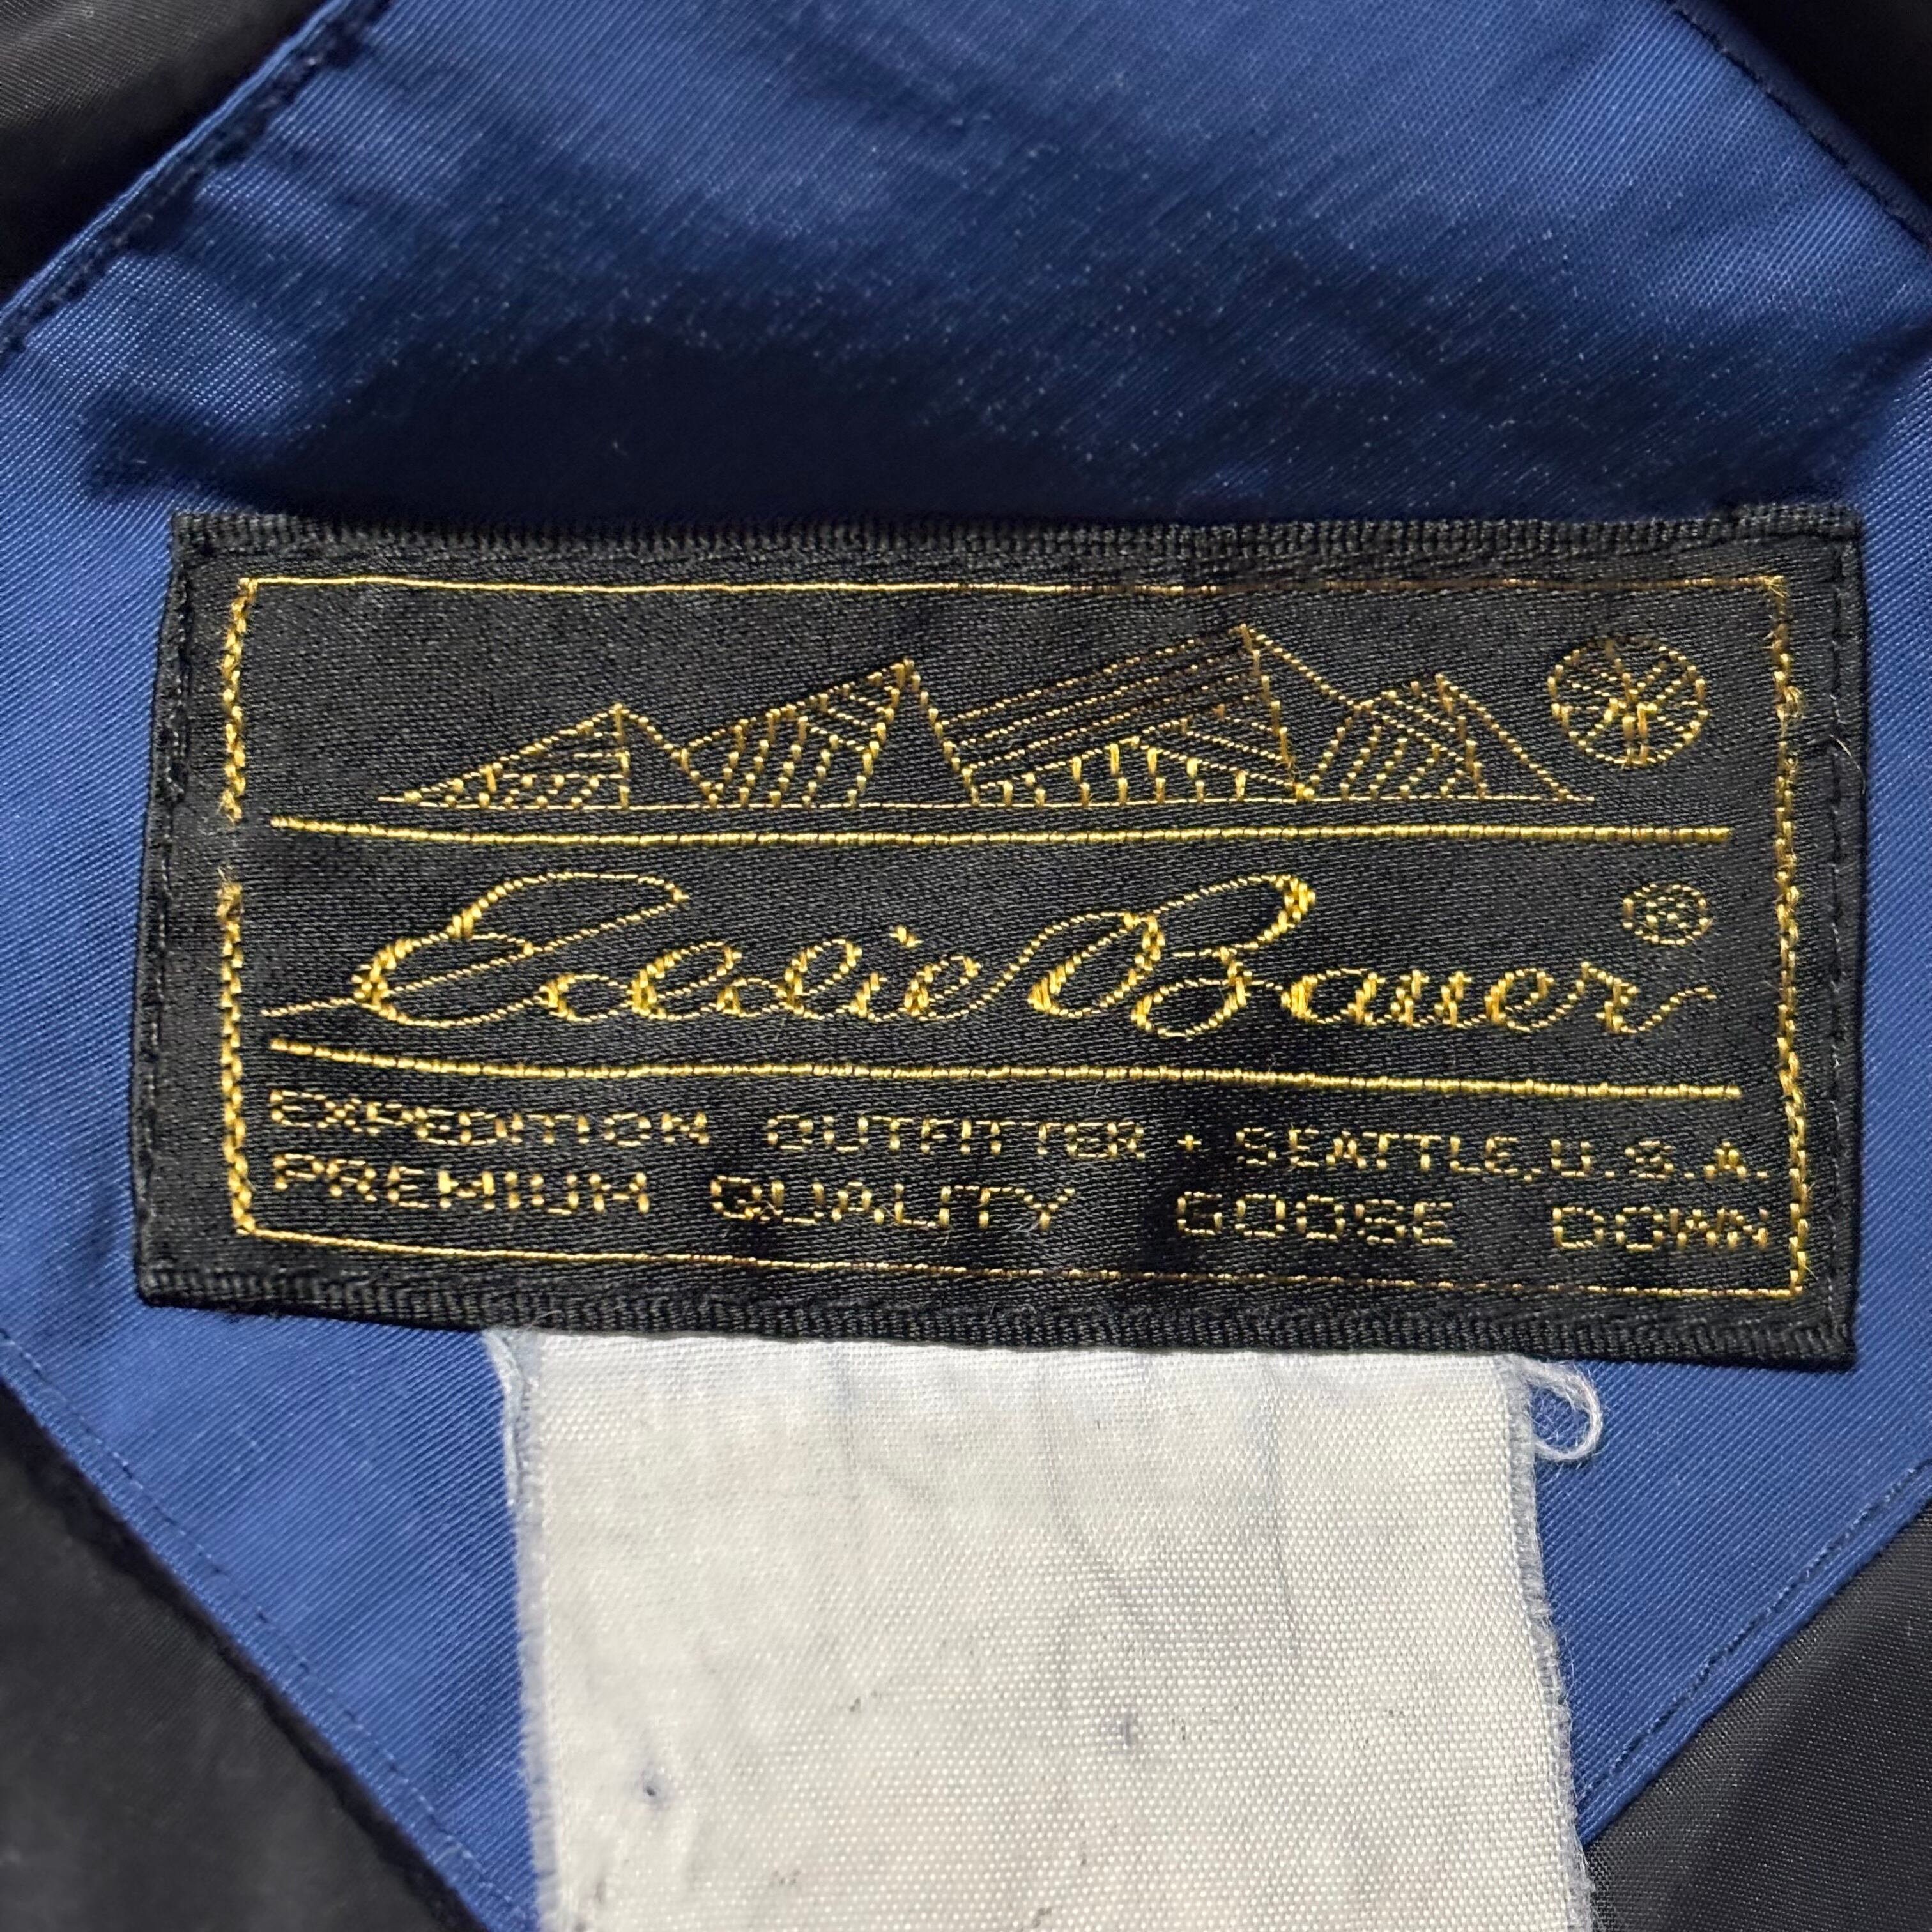 Eddie Bauer ®
EXPEDITION OUTFITTER • SEATTLE, U.S.A.
PREMIUM QUALITY GOOSE DOWN